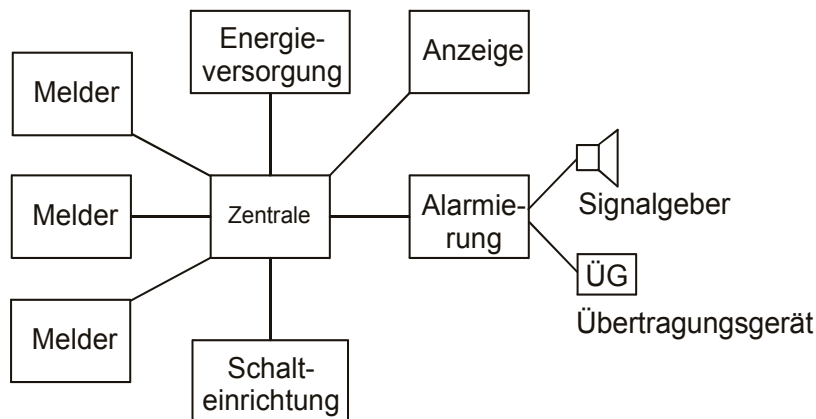 Energie-
versorgung
Anzeige
Melder
Melder
Zentrale
Alarmie-
rung
Signalgeber
ÜG
Übertragungsgerät
Melder
Schalt-
einrichtung